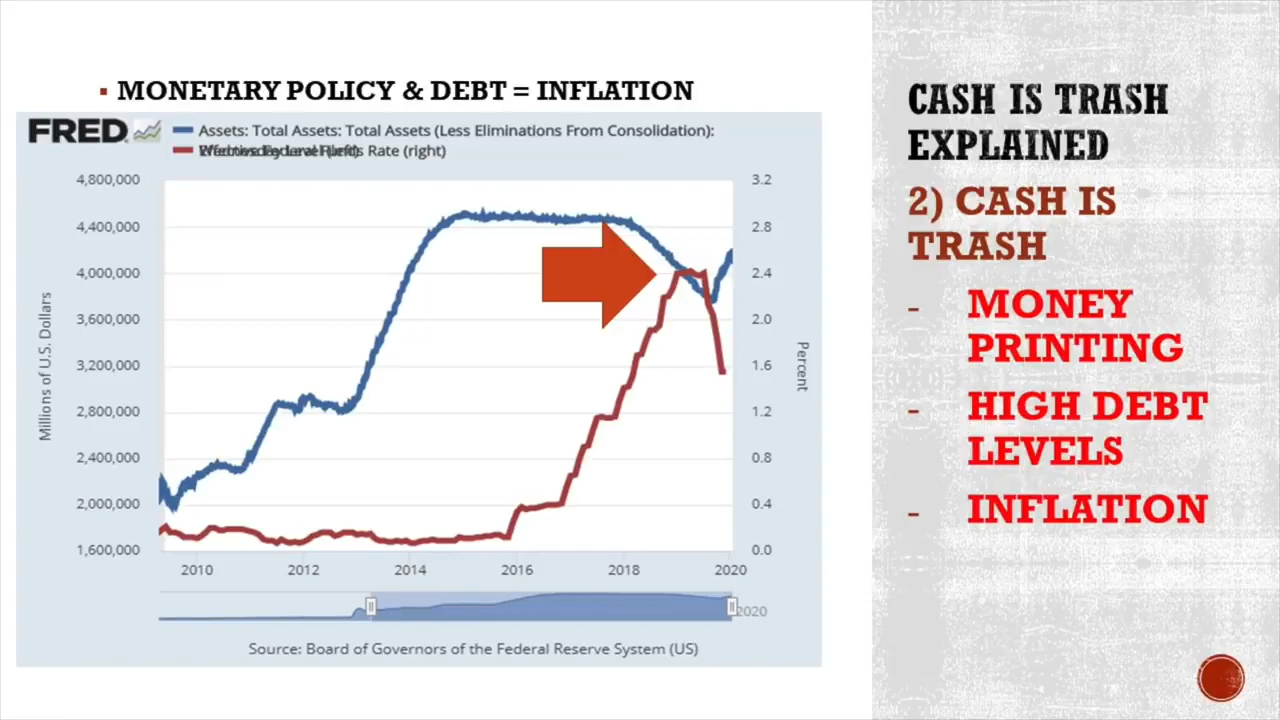 ▪ MONETARY POLICY & DEBT = INFLATION
FRED
Assets: Total Assets: Total Assets (Less Eliminations From Consolidation):
Rate (right)
4,800,000
4,400,000
4,000,000
3,600,000
3,200,000
2,800,000
2,400,000
2,000,000
1,600,000
Millions of U.S. Dollars
3.2
2.8
2.4
2.0
1.6
1.2
0.8
0.4
0.0
Percent
2010 2012 2014 2016 2018 2020
2020
Source: Board of Governors of the Federal Reserve System (US)
CASH IS TRASH
EXPLAINED
2) CASH IS
TRASH
- MONEY
PRINTING
- HIGH DEBT
LEVELS
- INFLATION